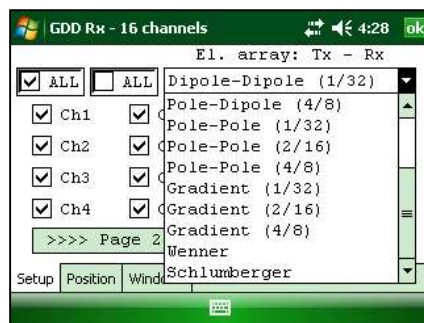 GDD Rx - 16 channels 4:28 ok
El. array: Tx - Rx
ALL ALL Dipole-Dipole (1/32)
Pole-Dipole (4/8)
Ch1 Pole-Pole (1/32)
Ch2 Pole-Pole (2/16)
Pole-Pole (4/8)
Ch3 Gradient (1/32)
Ch4 Gradient (2/16)
Gradient (4/8)
>>>> Page 2 Wenner
Schlumberger
Setup Position